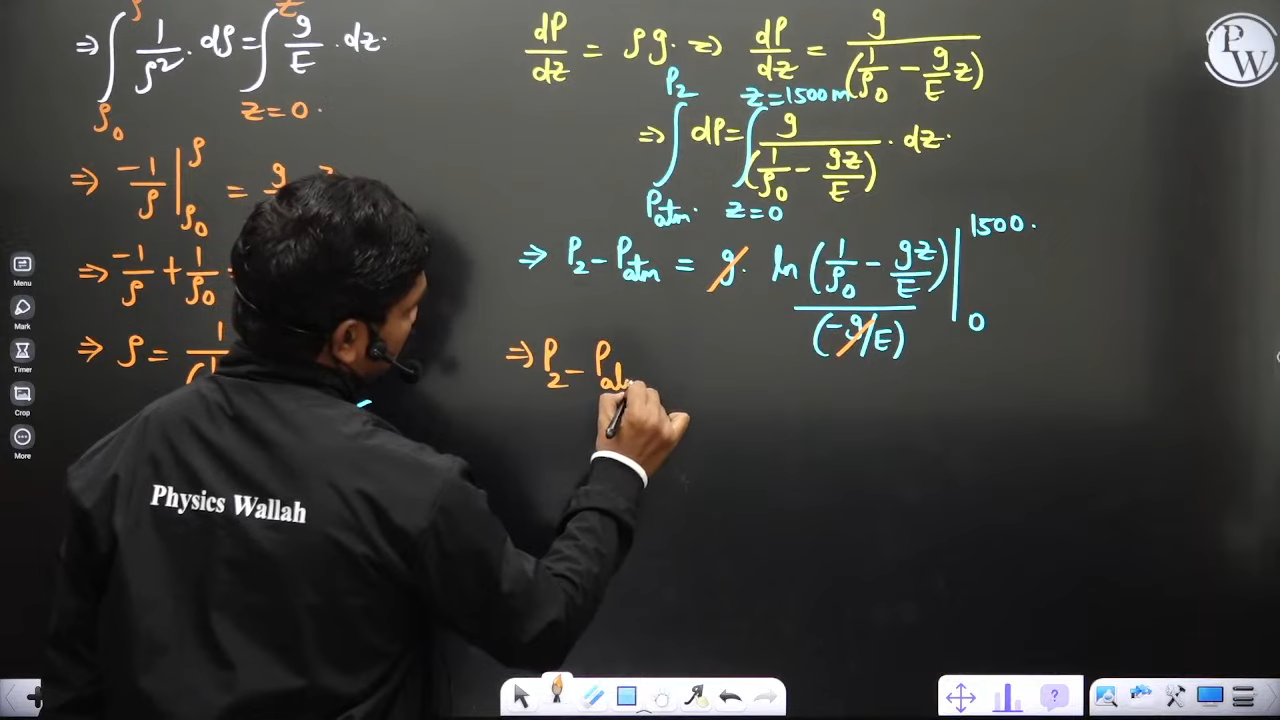 ⇒ ∫ 1/ρ² . dρ = ∫ g/E . dz.
ρ
z
ρ₀
z=0.
⇒ -1/ρ | ρ ρ₀ = g z
⇒ -1/ρ + 1/ρ₀ =
⇒ ρ = 1
dP/dz = ρg. ⇒ dP/dz = g/(1/ρ₀ - g/E z)
P₂
z=1500m
⇒ ∫ dP = ∫ g/(1/ρ₀ - gz/E) . dz.
Patm.
z=0
⇒ P₂ - Patm = g. ln(1/ρ₀ - gz/E)/(-g/E) | 1500. 0
⇒ P₂ - Patm
Menu
Mark
Timer
Crop
More
Physics Wallah
P
W